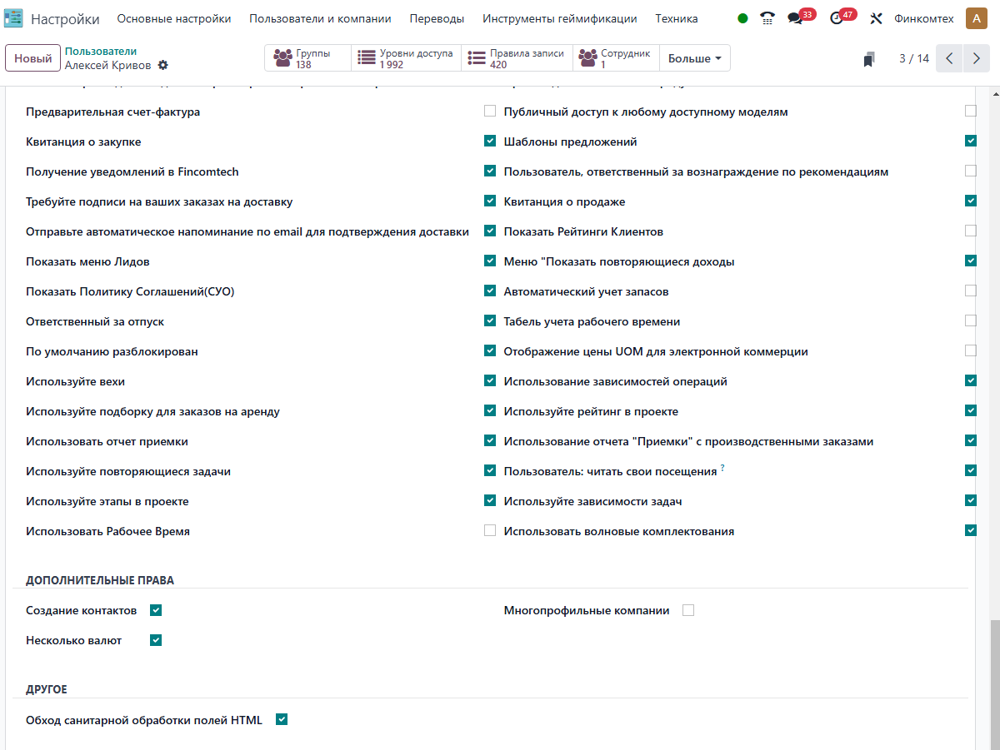 Настройки Основные настройки Пользователи и компании Переводы Инструменты геймификации Техника 33 47 Финкомтех A
Новый Пользователи Группы Уровни доступа Правила записи Сотрудник Больше 3 / 14
Алексей Кривов 138 1 992 420 1
Предварительная счет-фактура Публичный доступ к любому доступному моделям
Квитанция о закупке Шаблоны предложений
Получение уведомлений в Fincomtech Пользователь, ответственный за вознаграждение по рекомендациям
Требуйте подписи на ваших заказах на доставку Квитанция о продаже
Отправьте автоматическое напоминание по email для подтверждения доставки Показать Рейтинги Клиентов
Показать меню Лидов Меню "Показать повторяющиеся доходы
Показать Политику Соглашений(СУО) Автоматический учет запасов
Ответственный за отпуск Табель учета рабочего времени
По умолчанию разблокирован Отображение цены UOM для электронной коммерции
Используйте вехи Использование зависимостей операций
Используйте подборку для заказов на аренду Используйте рейтинг в проекте
Использовать отчет приемки Использование отчета "Приемки" с производственными заказами
Используйте повторяющиеся задачи Пользователь: читать свои посещения ?
Используйте этапы в проекте Используйте зависимости задач
Использовать Рабочее Время Использовать волновые комплектования
ДОПОЛНИТЕЛЬНЫЕ ПРАВА
Создание контактов Многопрофильные компании
Несколько валют
ДРУГОЕ
Обход санитарной обработки полей HTML